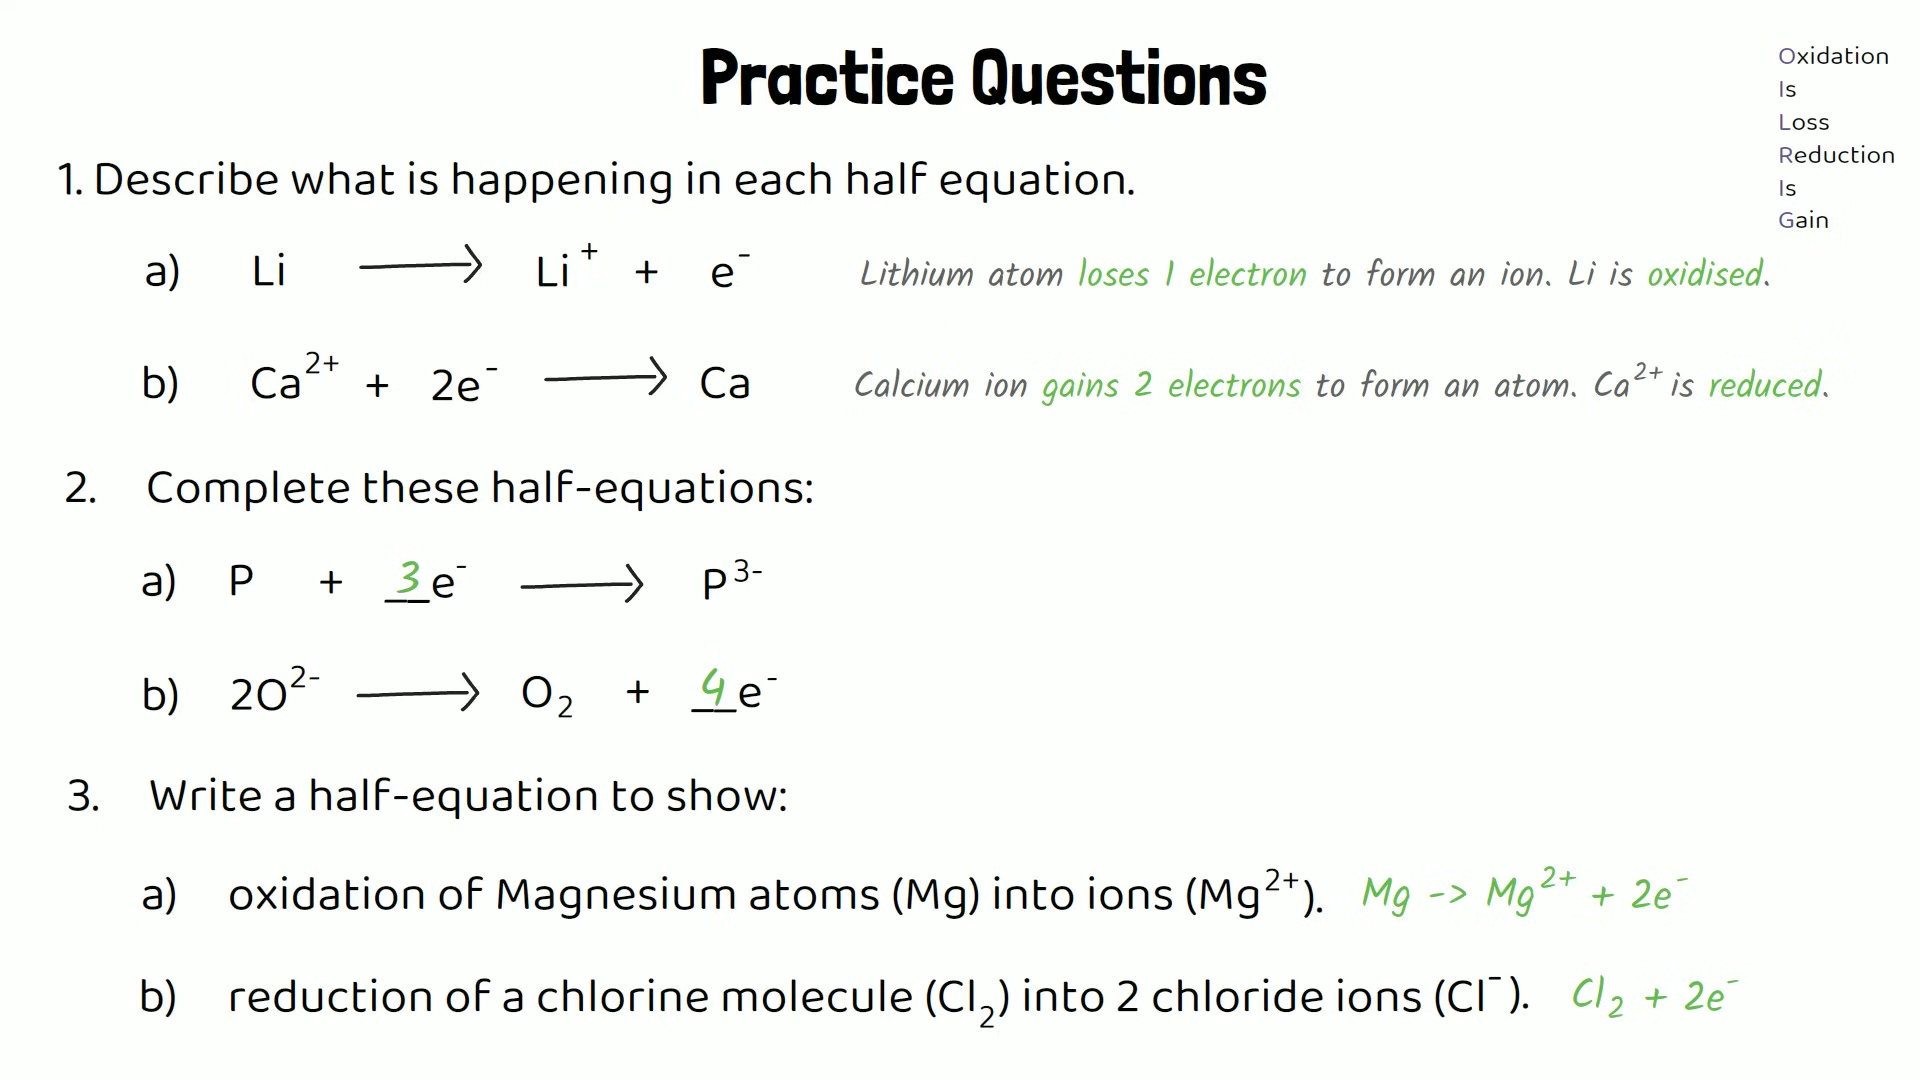 Practice Questions
Oxidation
Is
Loss
Reduction
Is
Gain
1. Describe what is happening in each half equation.
a) Li ⟶ Li⁺ + e⁻ Lithium atom loses 1 electron to form an ion. Li is oxidised.
b) Ca²⁺ + 2e⁻ ⟶ Ca Calcium ion gains 2 electrons to form an atom. Ca²⁺ is reduced.
2. Complete these half-equations:
a) P + 3e⁻ ⟶ P³⁻
b) 2O²⁻ ⟶ O₂ + 4e⁻
3. Write a half-equation to show:
a) oxidation of Magnesium atoms (Mg) into ions (Mg²⁺). Mg -> Mg²⁺ + 2e⁻
b) reduction of a chlorine molecule (Cl₂) into 2 chloride ions (Cl⁻). Cl₂ + 2e⁻